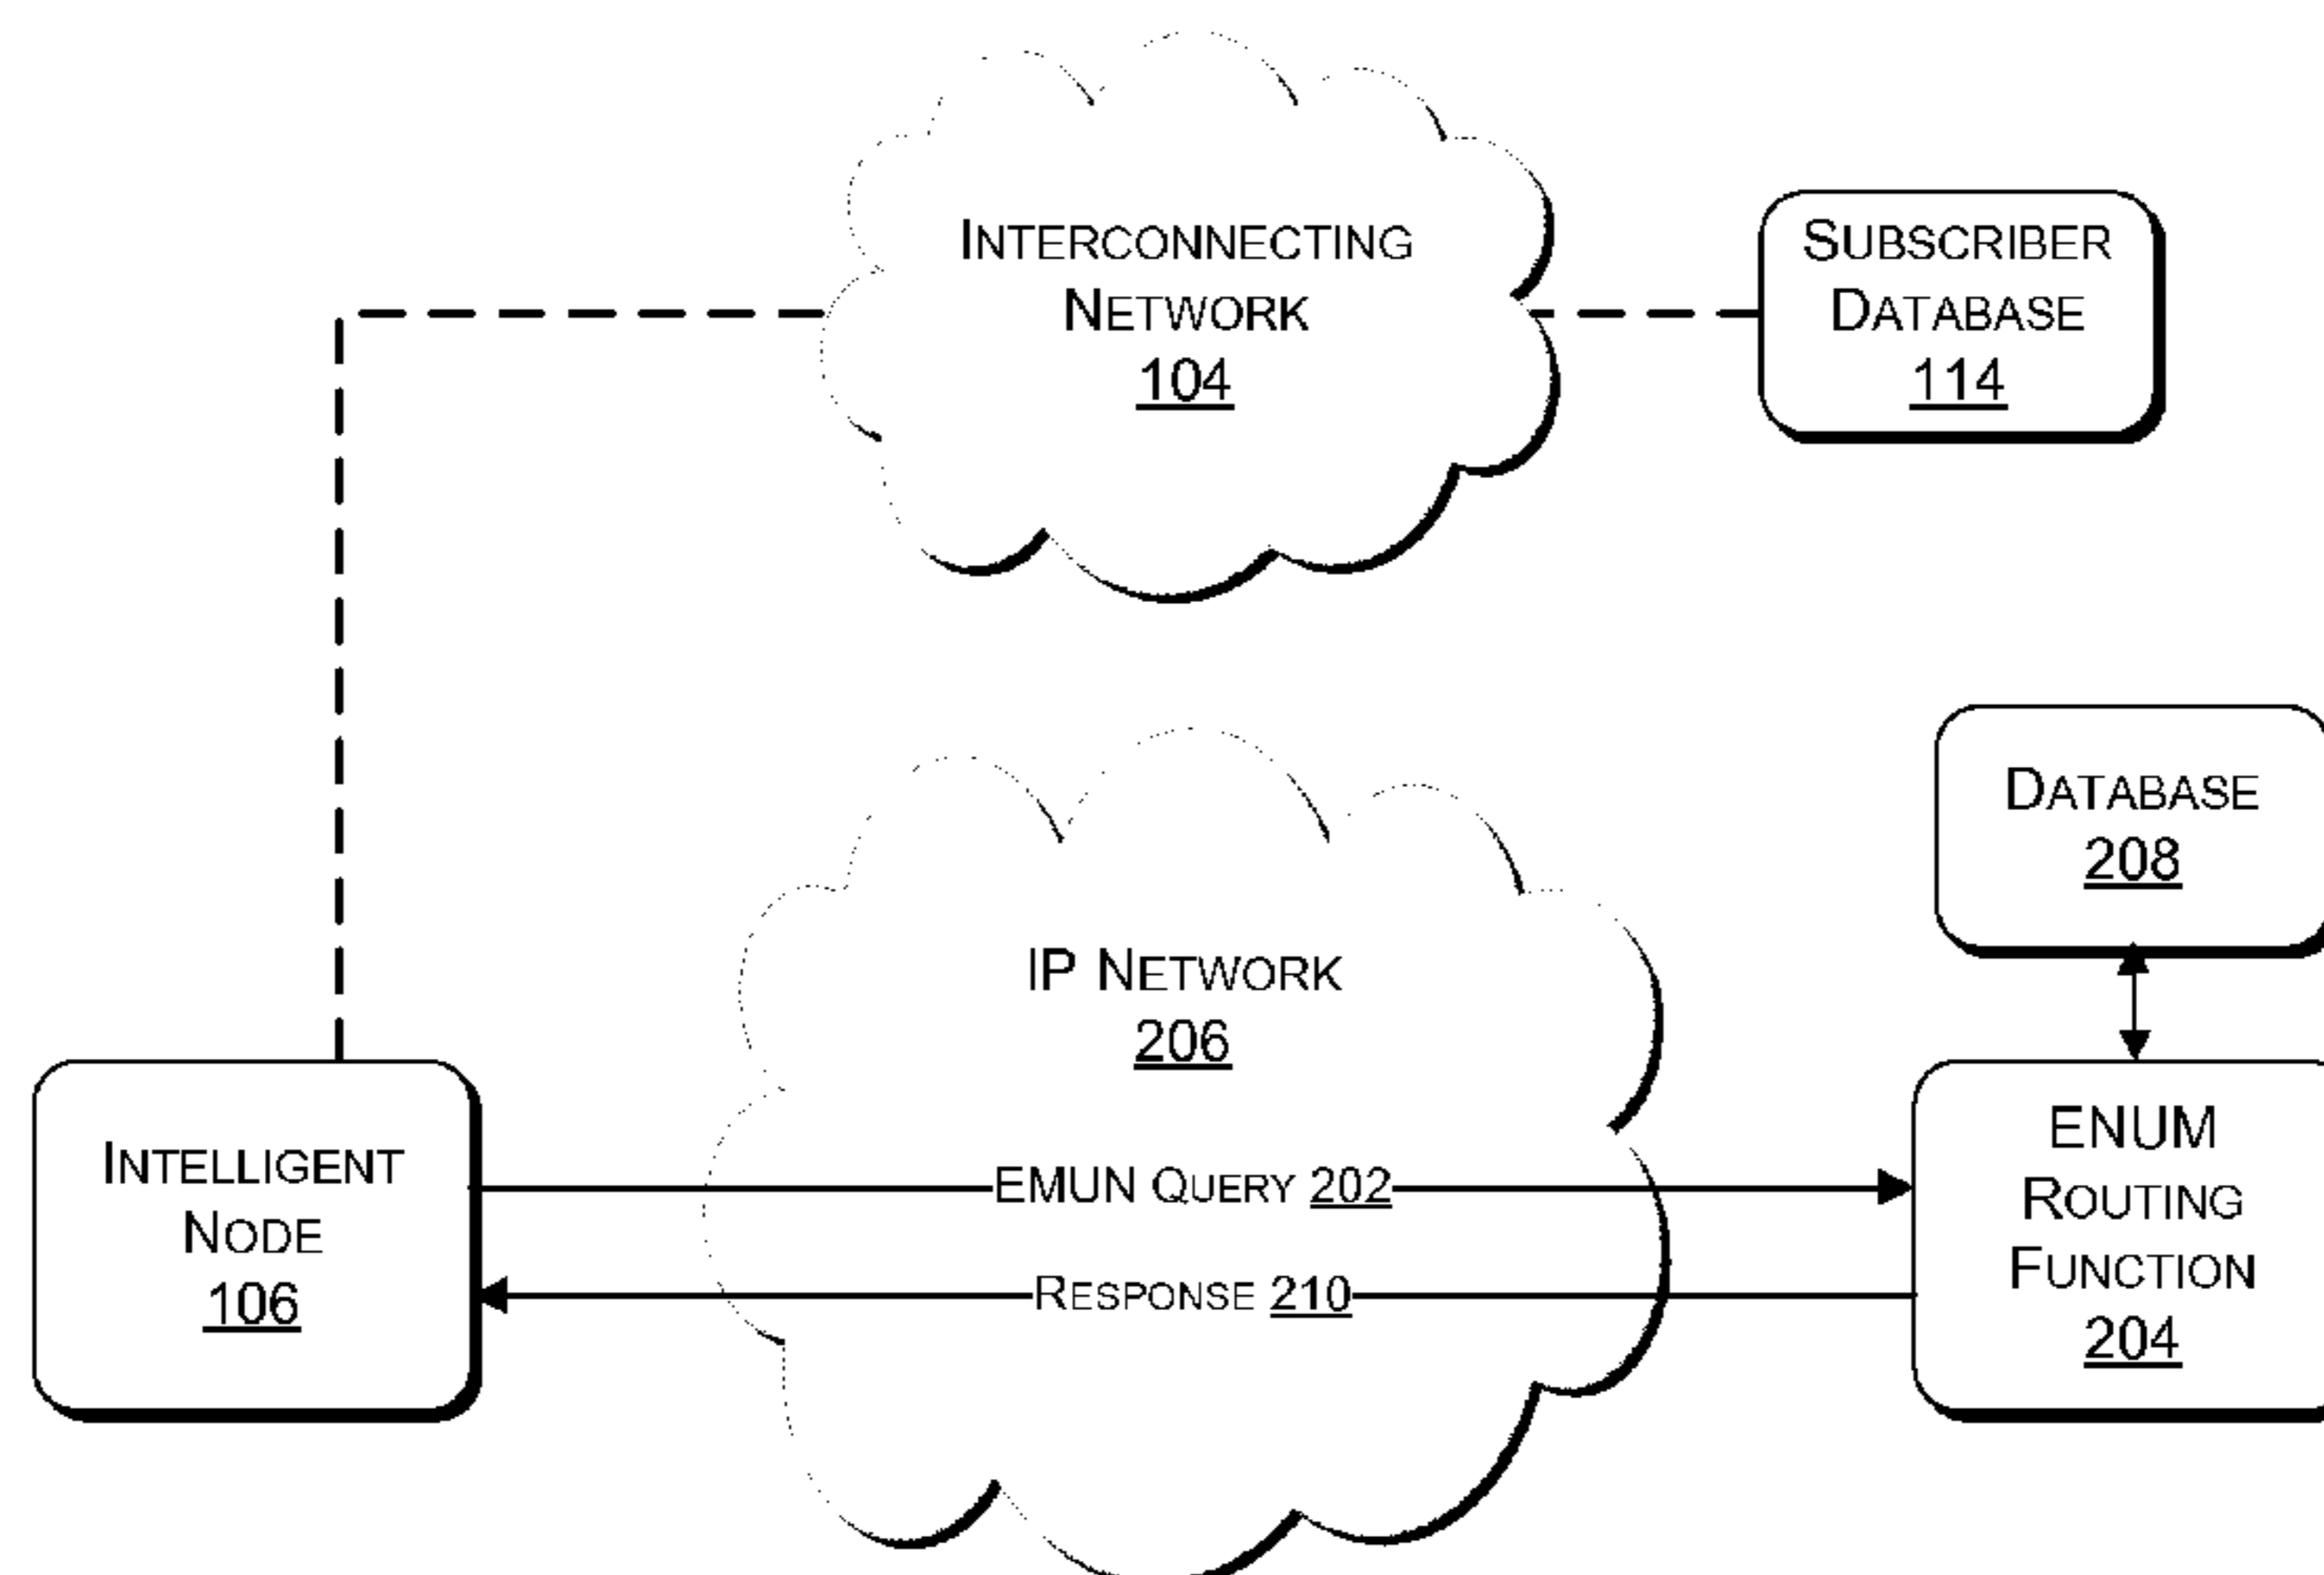 INTERCONNECTING
NETWORK
104
SUBSCRIBER
DATABASE
114
DATABASE
208
IP NETWORK
206
INTELLIGENT
NODE
106
EMUN QUERY 202
RESPONSE 210
ENUM
ROUTING
FUNCTION
204